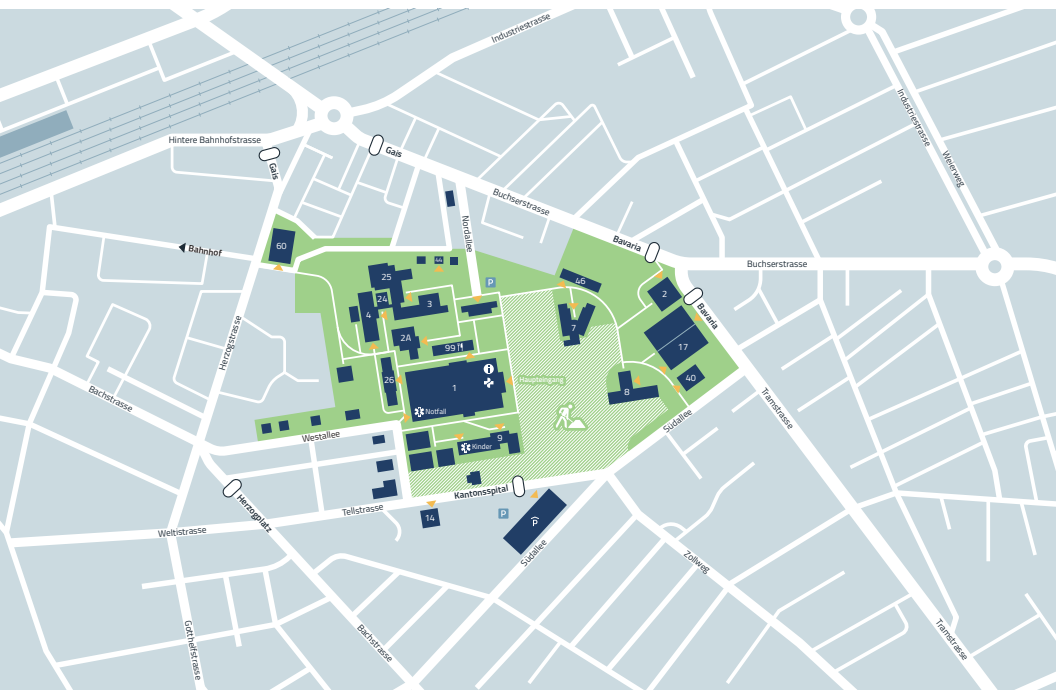 Industriestrasse
Industriestrasse
Weierweg
Hintere Bahnhofstrasse
Gais
Gais
Buchserstrasse
Nordallee
Bavaria
Buchserstrasse
Bahnhof
60
44
25
46
P
2
24
3
4
7
Bavaria
Herzogstrasse
2A
99
17
26
1
Haupteingang
40
8
Bachstrasse
Notfall
Tramstrasse
Südallee
Westallee
9
Kinder
Kantonsspital
Herzogplatz
Tellstrasse
14
P
P
Weltistrasse
Südallee
Zollweg
Gotthelfstrasse
Bachstrasse
Tramstrasse